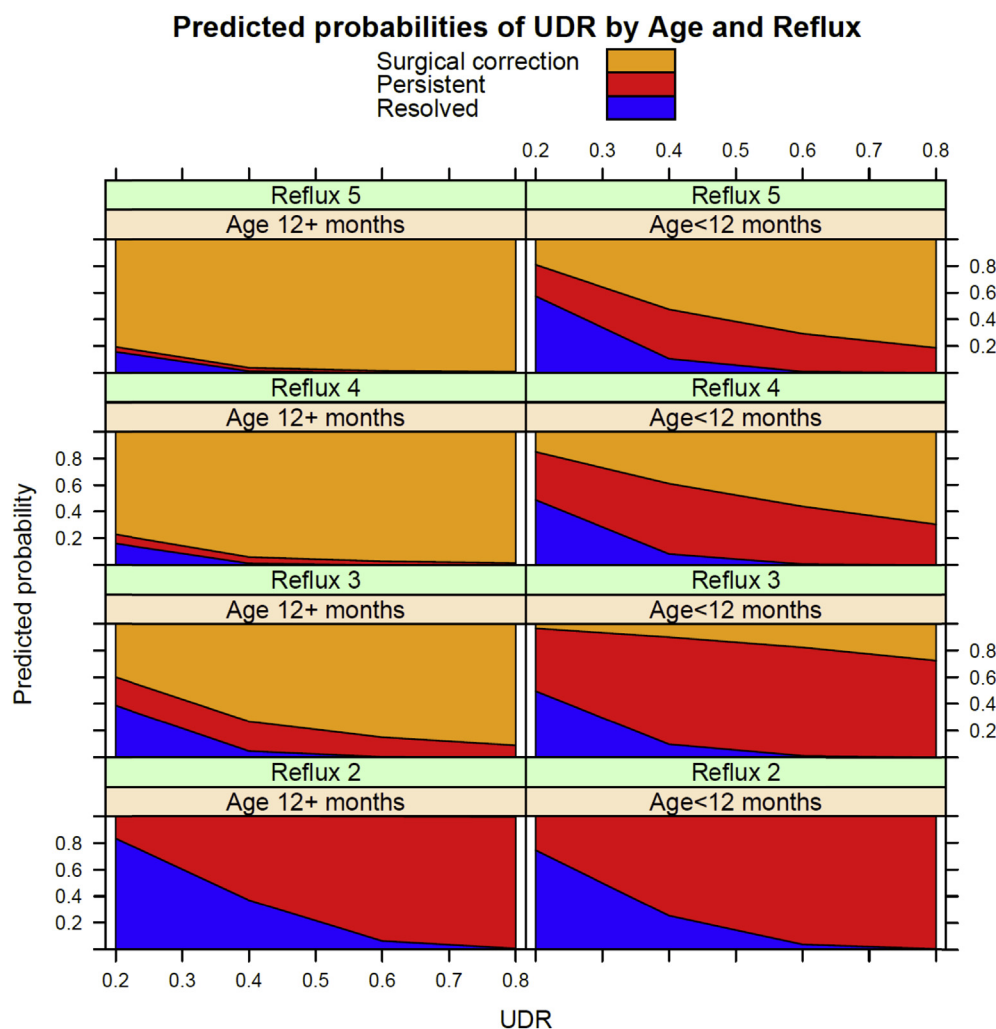 Predicted probabilities of UDR by Age and Reflux
Surgical correction
Persistent
Resolved
0.2 0.3 0.4 0.5 0.6 0.7 0.8
Reflux 5 Reflux 5
Age 12+ months Age<12 months
0.8
0.6
0.4
0.2
Reflux 4 Reflux 4
Age 12+ months Age<12 months
0.8
0.6
0.4
0.2
Reflux 3 Reflux 3
Age 12+ months Age<12 months
0.8
0.6
0.4
0.2
Reflux 2 Reflux 2
Age 12+ months Age<12 months
0.8
0.6
0.4
0.2
0.2 0.3 0.4 0.5 0.6 0.7 0.8
Predicted probability
UDR